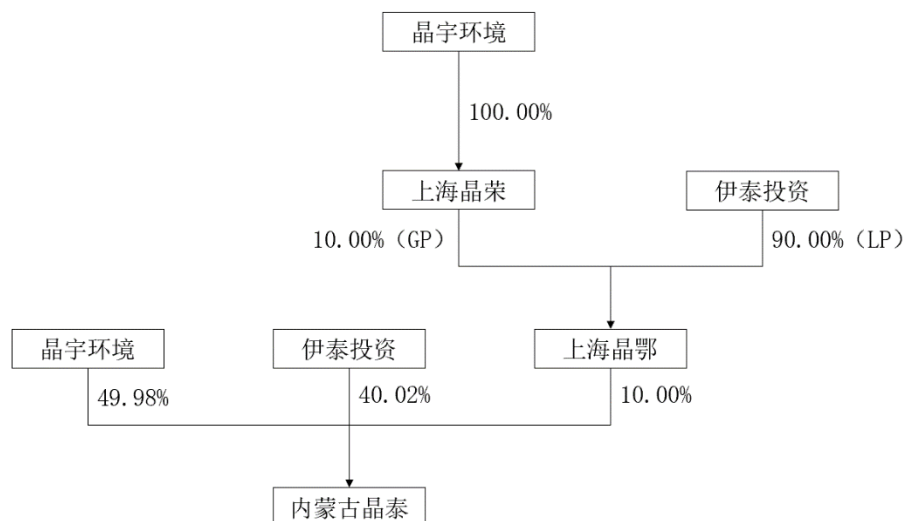 晶宇环境
100.00%
上海晶荣
伊泰投资
10.00%（GP）
90.00%（LP）
晶宇环境
伊泰投资
上海晶鄂
49.98%
40.02%
10.00%
内蒙古晶泰